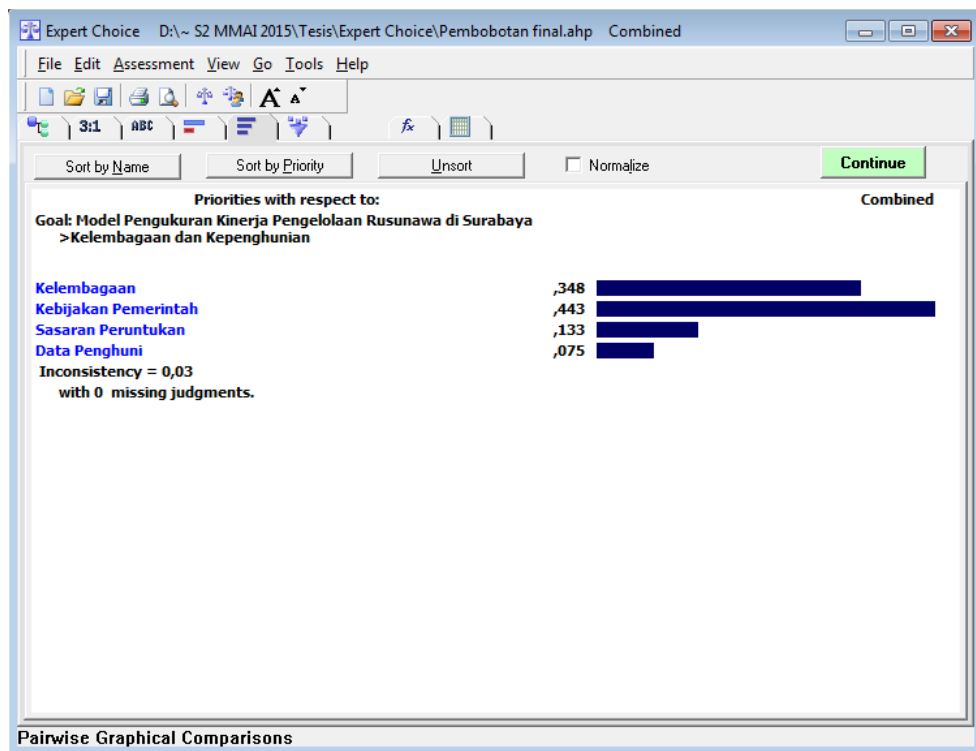 Expert Choice D:\~ S2 MMAI 2015\Tesis\Expert Choice\Pembobotan final.ahp Combined
File Edit Assessment View Go Tools Help
A A
3:1 ABC fx
Sort by Name Sort by Priority Unsort Normalize Continue
Priorities with respect to: Combined
Goal: Model Pengukuran Kinerja Pengelolaan Rusunawa di Surabaya
>Kelembagaan dan Kepenghunian
Kelembagaan ,348
Kebijakan Pemerintah ,443
Sasaran Peruntukan ,133
Data Penghuni ,075
Inconsistency = 0,03
with 0 missing judgments.
Pairwise Graphical Comparisons